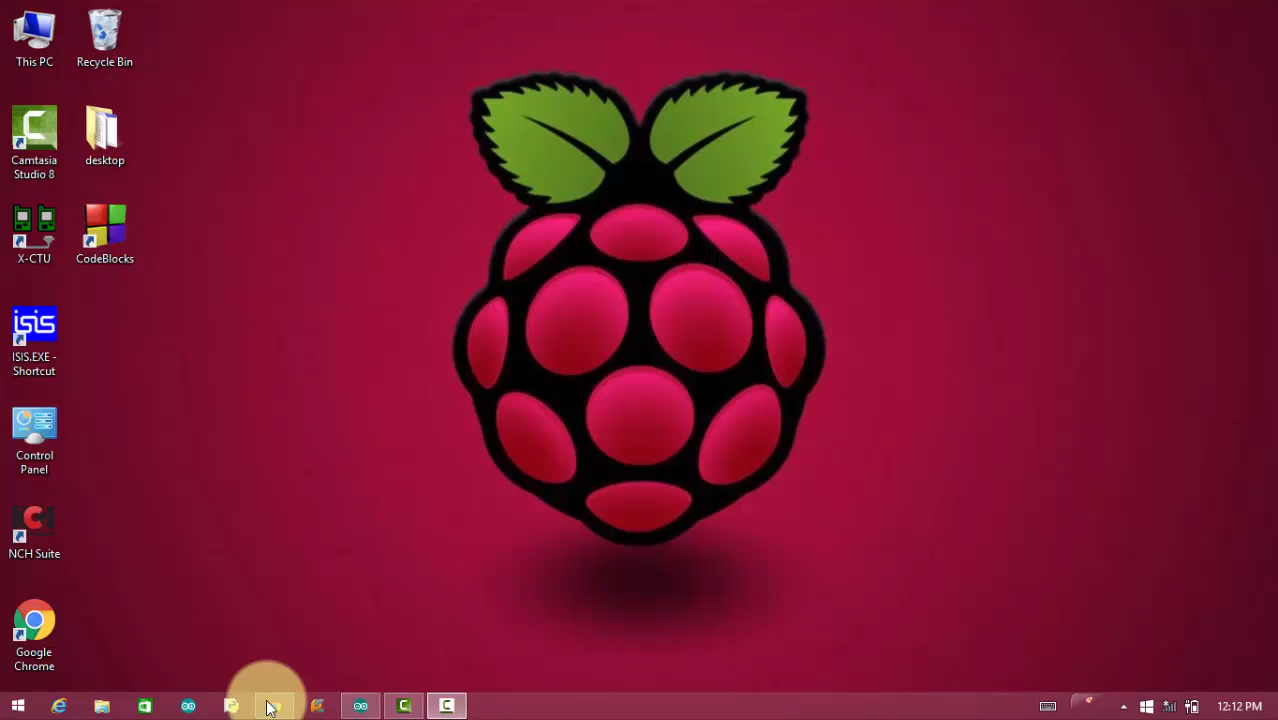 This PC
Recycle Bin
Camtasia
Studio 8
desktop
X-CTU
CodeBlocks
isis
ISIS.EXE -
Shortcut
Control
Panel
NCH Suite
Google
Chrome
12:12 PM